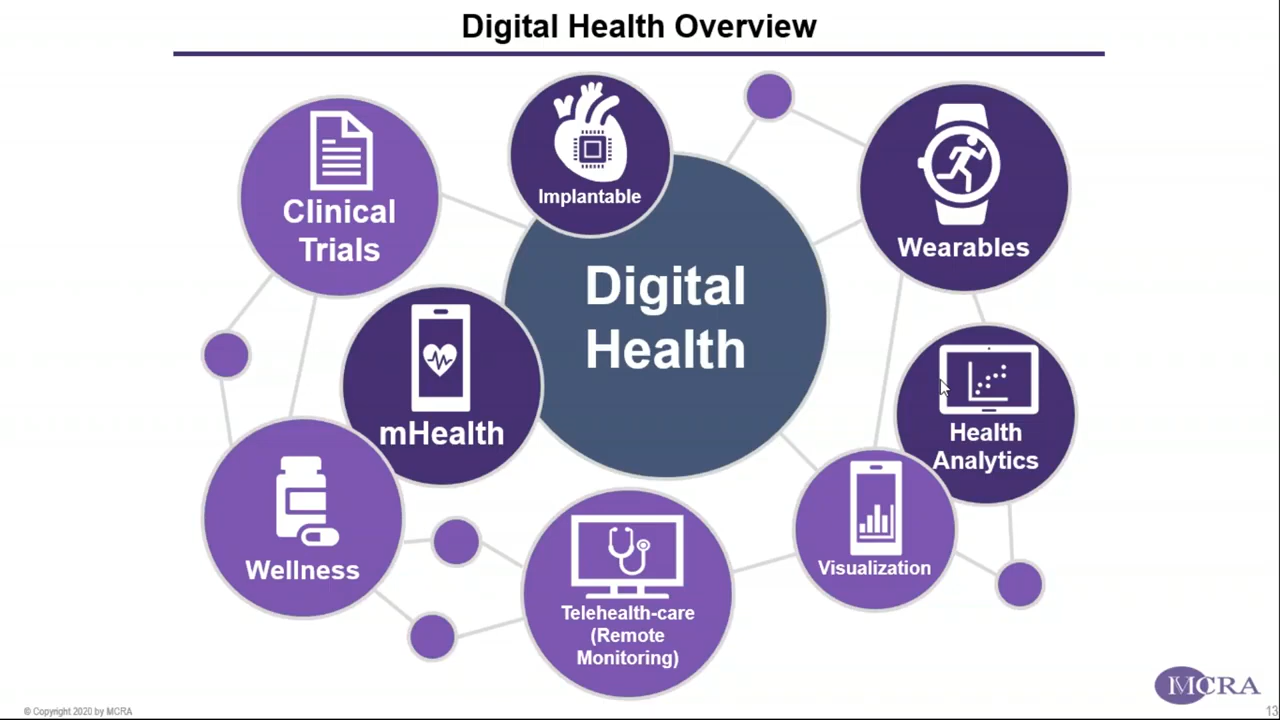 Digital Health Overview
Implantable
Clinical
Trials
Wearables
Digital
Health
mHealth
Health
Analytics
Wellness
Visualization
Telehealth-care
(Remote
Monitoring)
MCRA
© Copyright 2020 by MCRA
13